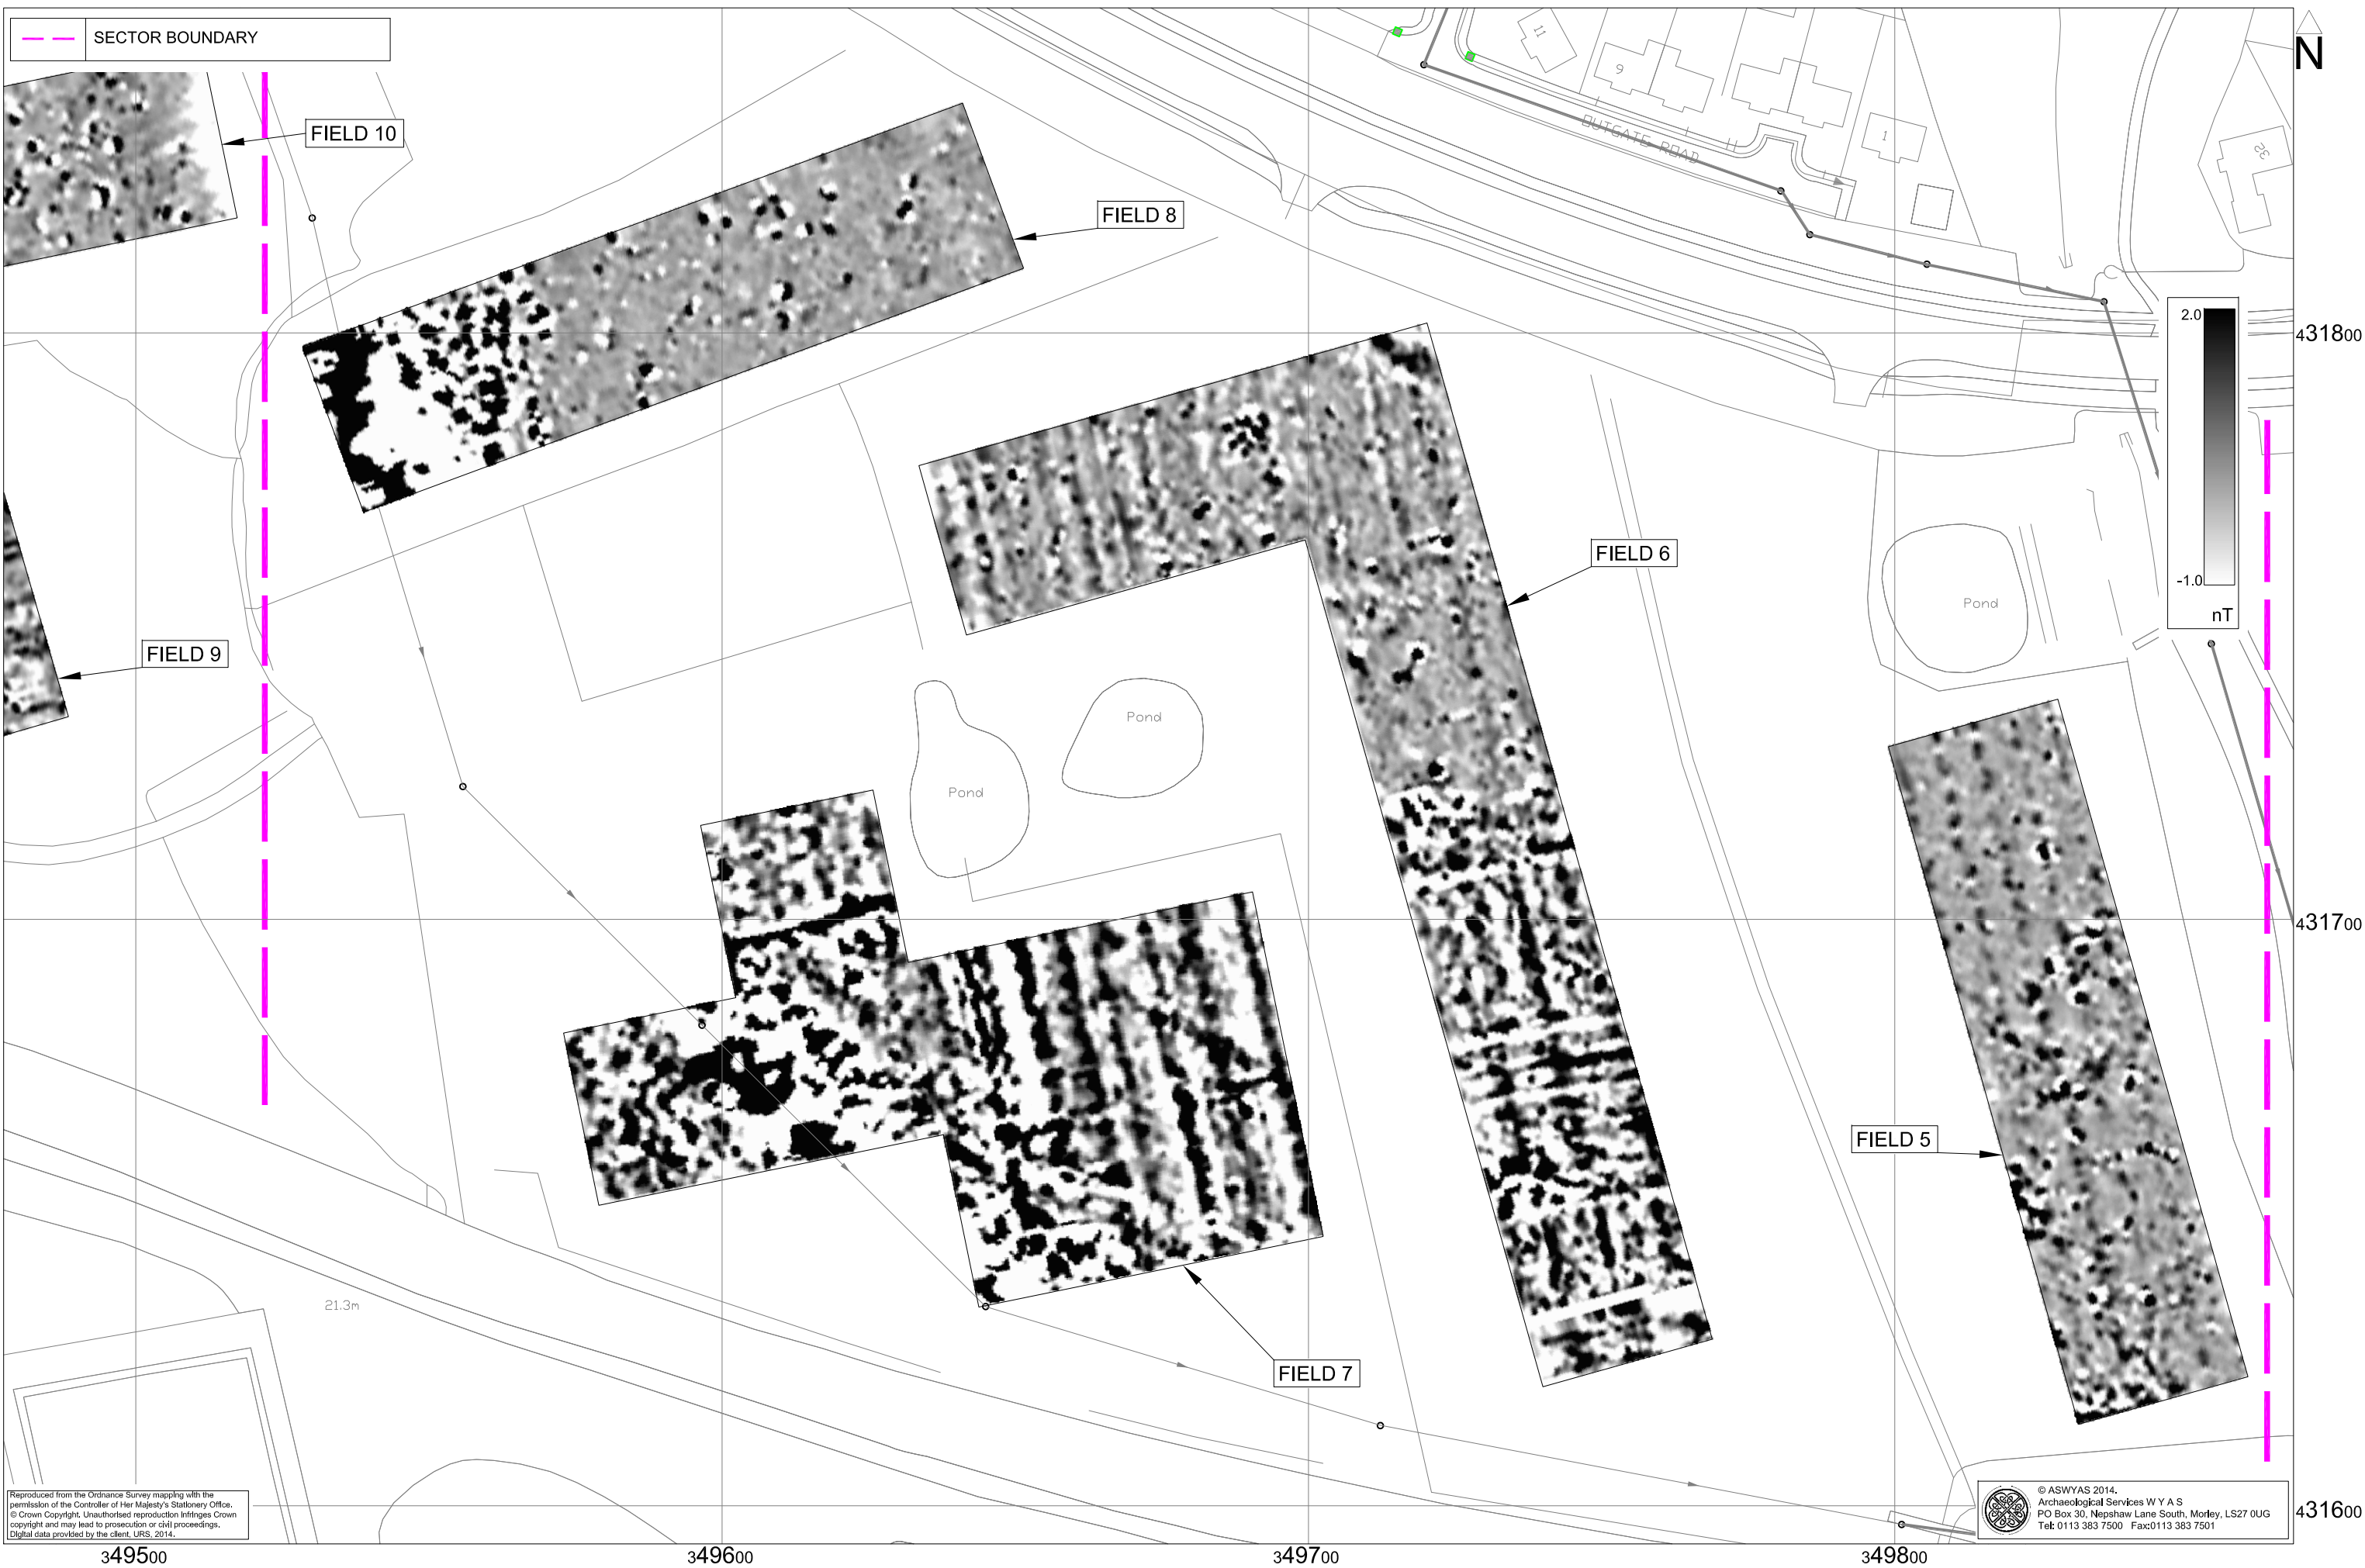 SECTOR BOUNDARY
N
11
9
OUTGATE ROAD
1
32
FIELD 10
FIELD 8
2.0
-1.0
nT
431800
FIELD 6
Pond
FIELD 9
Pond
Pond
431700
FIELD 5
21.3m
FIELD 7
Reproduced from the Ordnance Survey mapping with the
permission of the Controller of Her Majesty's Stationery Office.
© Crown Copyright. Unauthorised reproduction infringes Crown
copyright and may lead to prosecution or civil proceedings.
Digital data provided by the client, URS, 2014.
© ASWYAS 2014.
Archaeological Services W Y A S
PO Box 30, Nepshaw Lane South, Morley, LS27 0UG
Tel: 0113 383 7500 Fax:0113 383 7501
431600
349500
349600
349700
349800